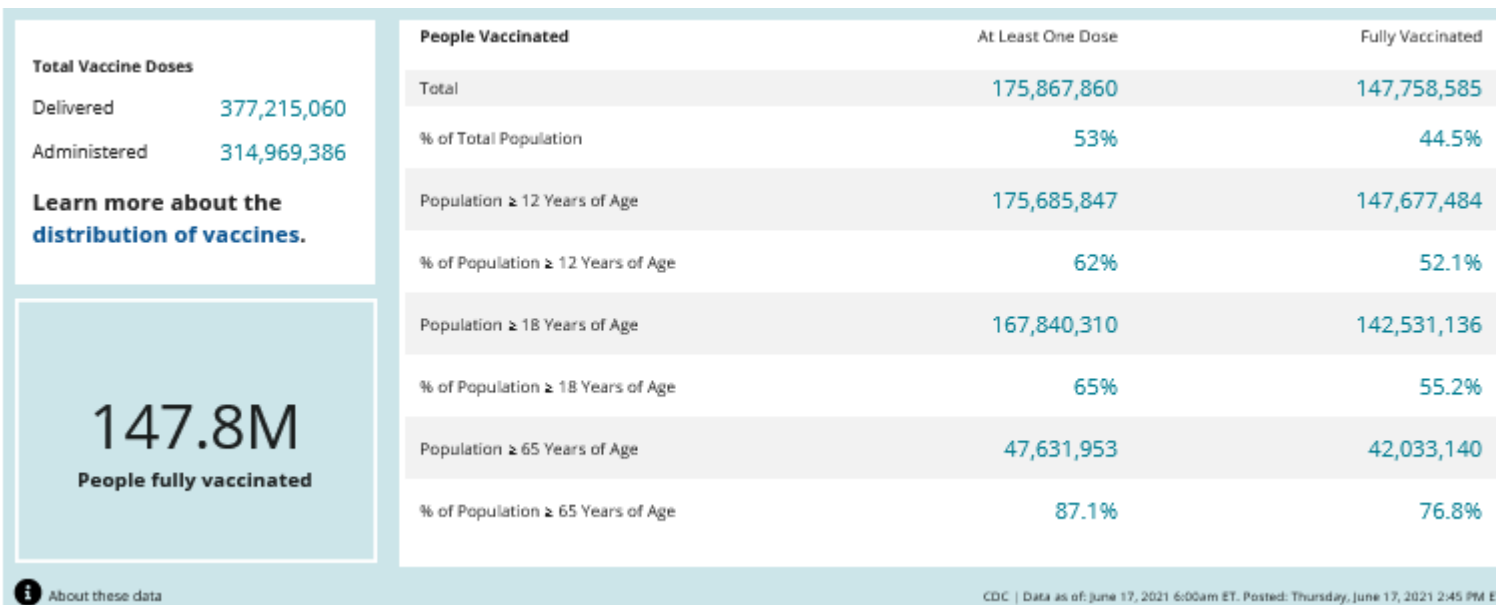 Total Vaccine Doses
Delivered 377,215,060
Administered 314,969,386
Learn more about the
distribution of vaccines.
147.8M
People fully vaccinated
People Vaccinated At Least One Dose Fully Vaccinated
Total 175,867,860 147,758,585
% of Total Population 53% 44.5%
Population ≥ 12 Years of Age 175,685,847 147,677,484
% of Population ≥ 12 Years of Age 62% 52.1%
Population ≥ 18 Years of Age 167,840,310 142,531,136
% of Population ≥ 18 Years of Age 65% 55.2%
Population ≥ 65 Years of Age 47,631,953 42,033,140
% of Population ≥ 65 Years of Age 87.1% 76.8%
About these data
CDC | Data as of: June 17, 2021 6:00am ET. Posted: Thursday, June 17, 2021 2:45 PM E